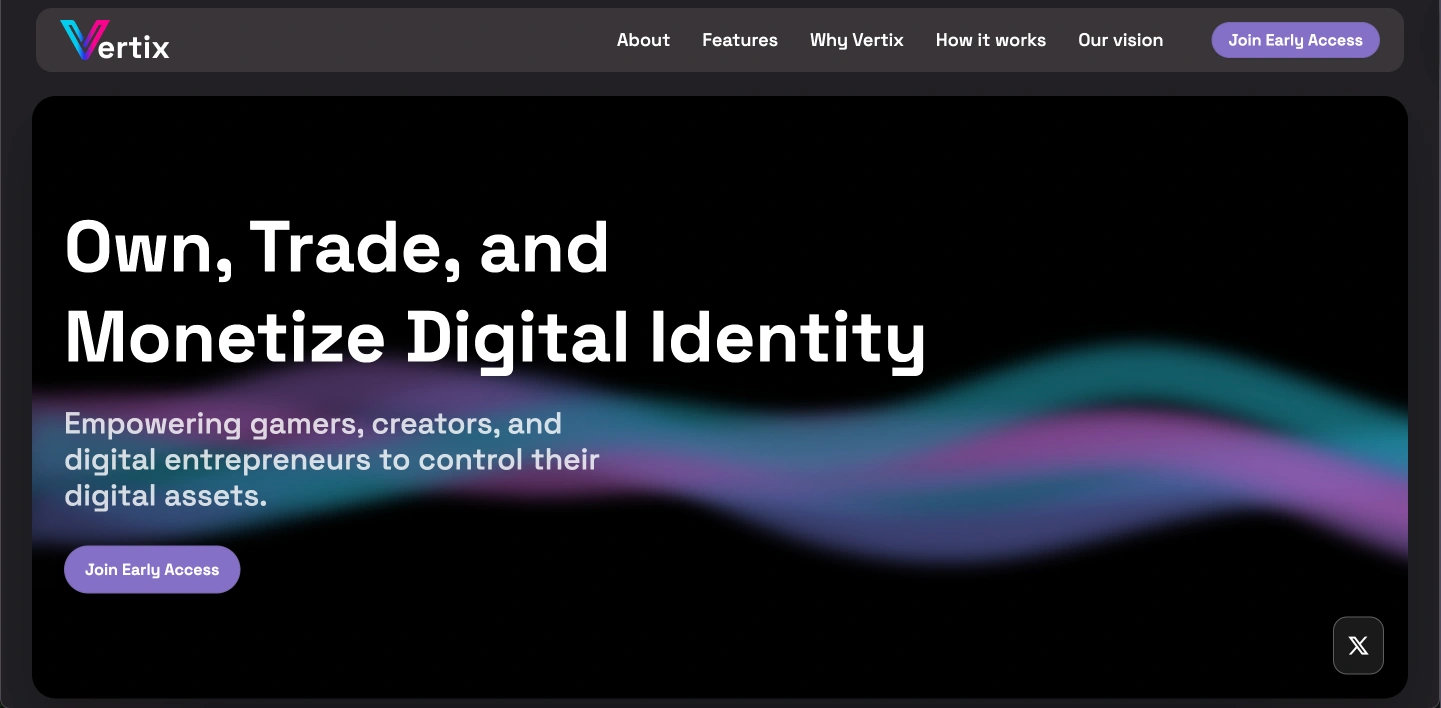 Vertix
About
Features
Why Vertix
How it works
Our vision
Join Early Access
Own, Trade, and
Monetize Digital Identity
Empowering gamers, creators, and
digital entrepreneurs to control their
digital assets.
Join Early Access